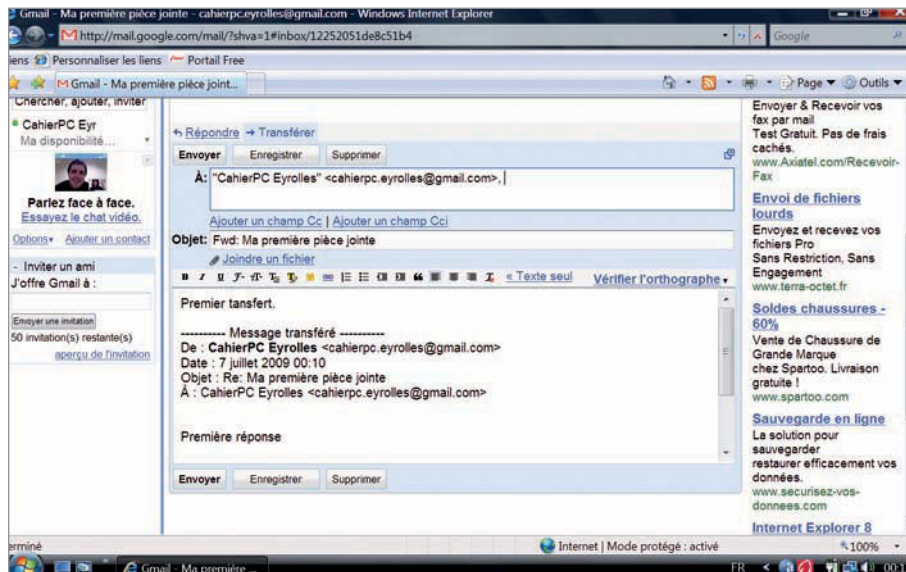 Gmail - Ma première pièce jointe - cahierpc.eyrolles@gmail.com - Windows Internet Explorer
http://mail.google.com/mail/?shva=1#inbox/12252051de8c51b4
Google
iens Personnaliser les liens Portail Free
Gmail - Ma première pièce joint...
Page Outils
Chercher, ajouter, inviter
CahierPC Eyr
Ma disponibilité...
Parlez face à face.
Essayez le chat vidéo.
Options Ajouter un contact
- Inviter un ami
J'offre Gmail à :
Envoyer une invitation
50 invitation(s) restante(s)
aperçu de l'invitation
Répondre Transférer
Envoyer Enregistrer Supprimer
À: "CahierPC Eyrolles" <cahierpc.eyrolles@gmail.com>,
Ajouter un champ Cc | Ajouter un champ Cci
Objet: Fwd: Ma première pièce jointe
Joindre un fichier
« Texte seul Vérifier l'orthographe
Premier tansfert.
---------- Message transféré ----------
De : CahierPC Eyrolles <cahierpc.eyrolles@gmail.com>
Date : 7 juillet 2009 00:10
Objet : Re: Ma première pièce jointe
À : CahierPC Eyrolles <cahierpc.eyrolles@gmail.com>
Première réponse
Envoyer Enregistrer Supprimer
Envoyer & Recevoir vos
fax par mail
Test Gratuit. Pas de frais
cachés.
www.Axiatel.com/Recevoir-
Fax
Envoi de fichiers
lourds
Envoyez et recevez vos
fichiers Pro
Sans Restriction, Sans
Engagement
www.terra-octet.fr
Soldes chaussures -
60%
Vente de Chaussure de
Grande Marque
chez Spartoo. Livraison
gratuite !
www.spartoo.com
Sauvegarde en ligne
La solution pour
sauvegarder
restaurer efficacement vos
données.
www.securisez-vos-
donnees.com
Internet Explorer 8
erminé
Internet | Mode protégé : activé
100%
Gmail - Ma première ...
FR